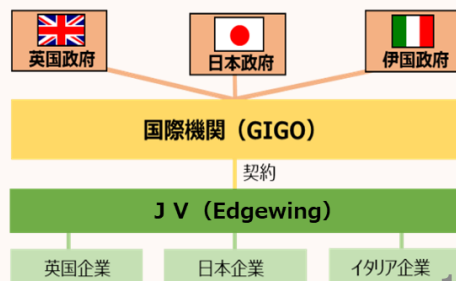 英国政府
日本政府
伊国政府
国際機関（GIGO）
契約
ＪＶ（Edgewing）
英国企業
日本企業
イタリア企業